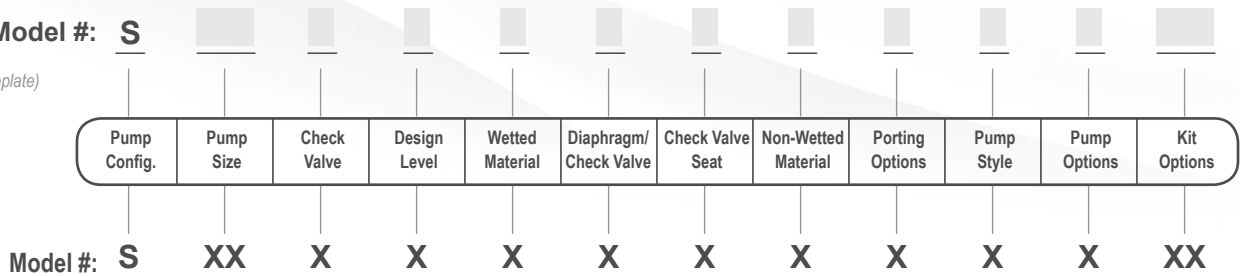 Model #: S
plate)
Pump Config. Pump Size Check Valve Design Level Wetted Material Diaphragm/ Check Valve Check Valve Seat Non-Wetted Material Porting Options Pump Style Pump Options Kit Options
Model #: S XX X X X X X X X X X XX